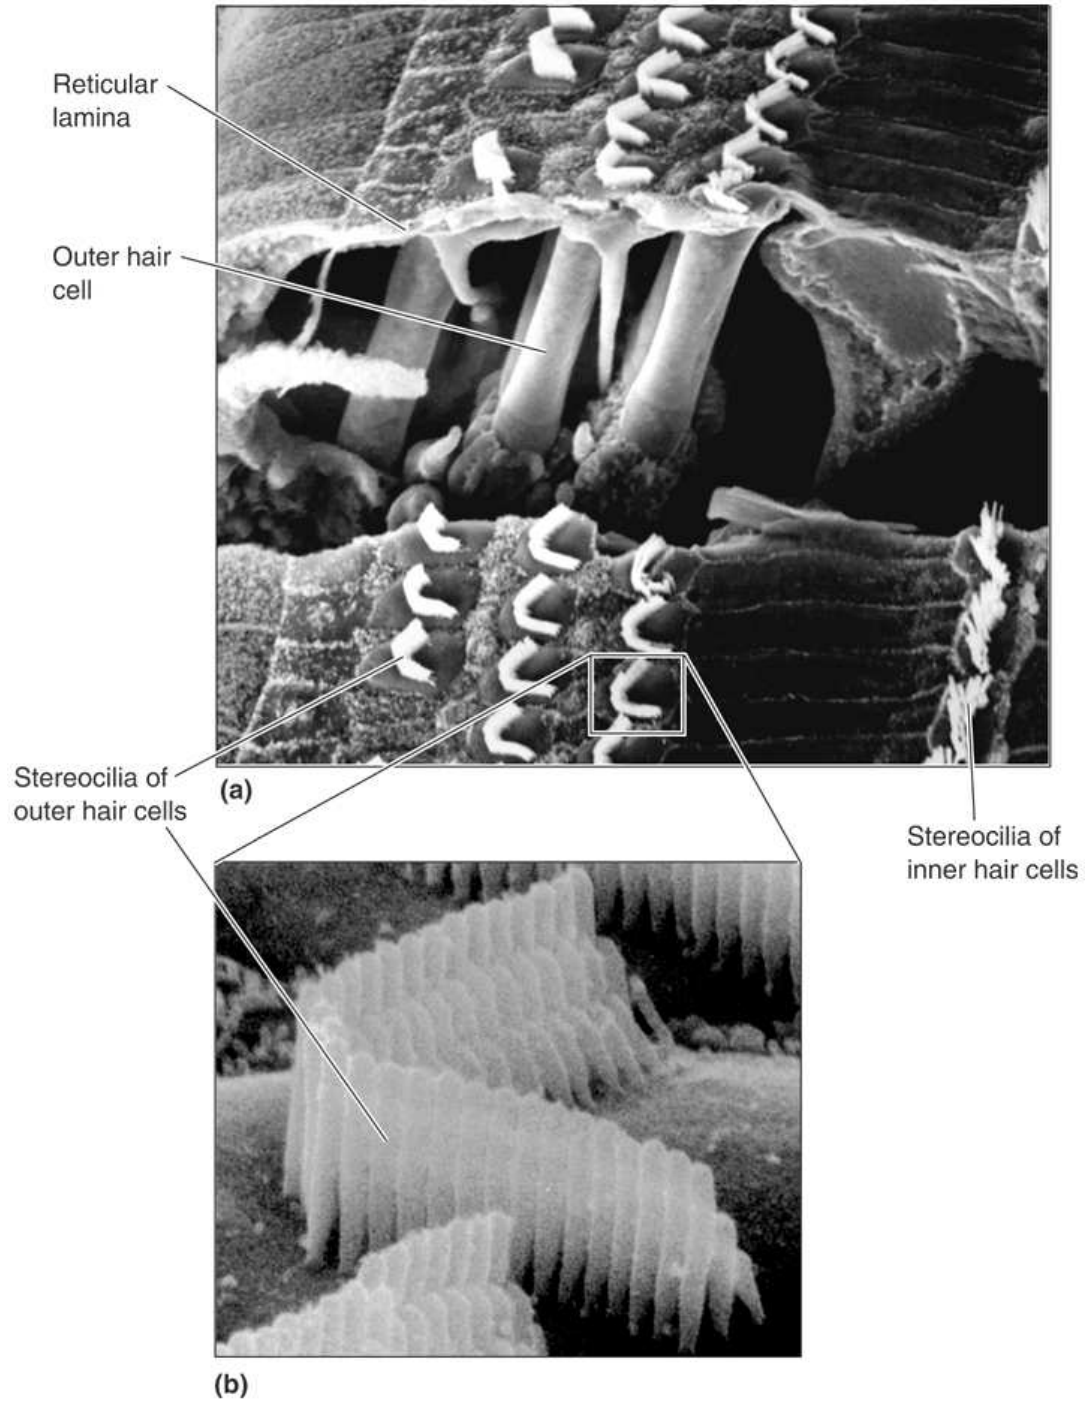 Reticular
lamina
Outer hair
cell
Stereocilia of
outer hair cells
(a)
Stereocilia of
inner hair cells
(b)